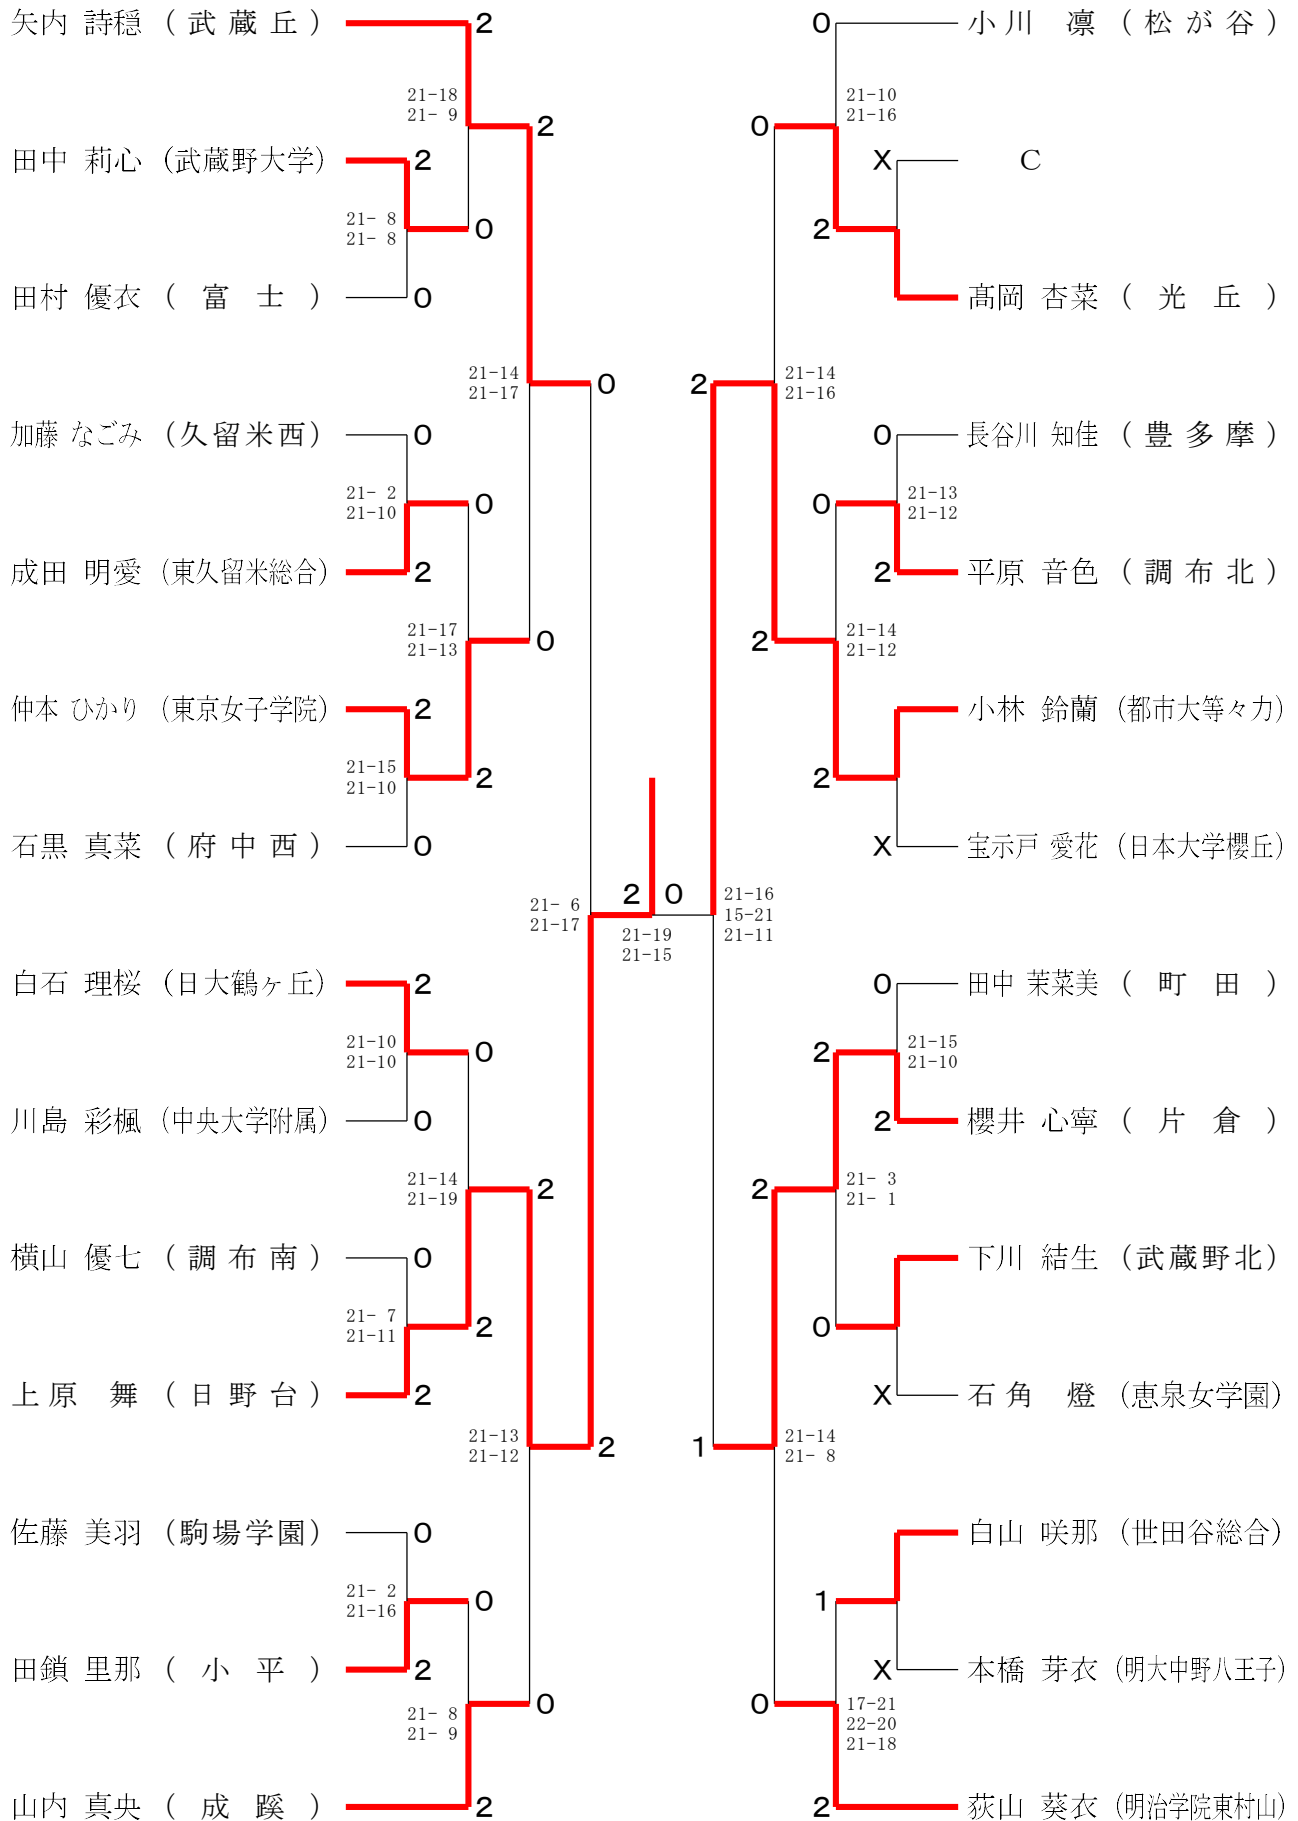 矢内 詩穏 (武蔵丘) 2
21-18
21- 9
2
田中 莉心 (武蔵野大学) 2
21- 8
21- 8
0
田村 優衣 (富士) 0
21-14
21-17
0
加藤 なごみ (久留米西) 0
21- 2
21-10
0
成田 明愛 (東久留米総合) 2
21-17
21-13
0
仲本 ひかり (東京女子学院) 2
21-15
21-10
2
石黒 真菜 (府中西) 0
21- 6
21-17
白石 理桜 (日大鶴ヶ丘) 2
21-10
21-10
0
川島 彩楓 (中央大学附属) 0
21-14
21-19
2
横山 優七 (調布南) 0
21- 7
21-11
2
上原 舞 (日野台) 2
21-13
21-12
2
佐藤 美羽 (駒場学園) 0
21- 2
21-16
0
田鎖 里那 (小平) 2
21- 8
21- 9
0
山内 真央 (成蹊) 2
2 0
21-19
21-15
0 小川 凛 (松が谷)
21-10
21-16
0
X C
2
髙岡 杏菜 (光丘)
2
21-14
21-16
0 長谷川 知佳 (豊多摩)
0
21-13
21-12
2 平原 音色 (調布北)
2
21-14
21-12
小林 鈴蘭 (都市大等々力)
2
X 宝示戸 愛花 (日本大学櫻丘)
21-16
15-21
21-11
0 田中 茉菜美 (町田)
2
21-15
21-10
2 櫻井 心寧 (片倉)
2
21- 3
21- 1
下川 結生 (武蔵野北)
0
X 石角 燈 (恵泉女学園)
1
21-14
21- 8
白山 咲那 (世田谷総合)
1
X 本橋 芽衣 (明大中野八王子)
0
17-21
22-20
21-18
2 荻山 葵衣 (明治学院東村山)